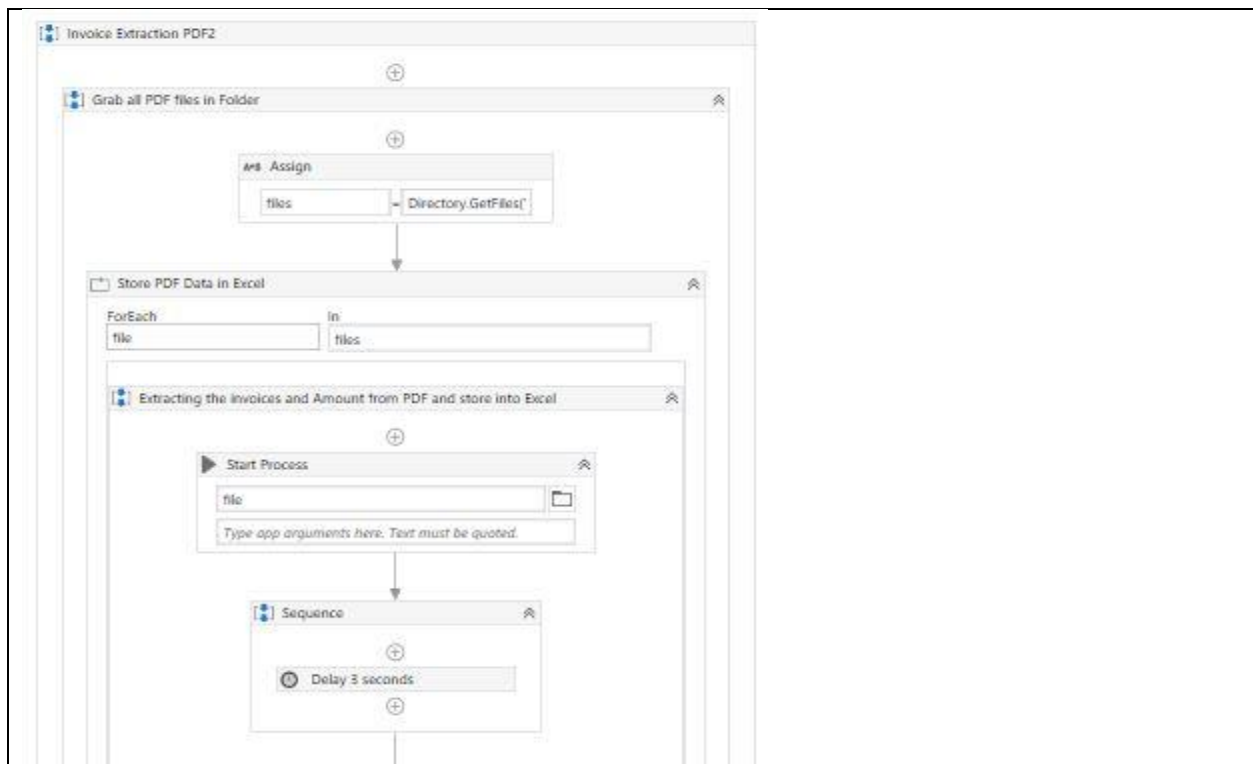 Invoice Extraction PDF2
Grab all PDF files in Folder
A+B Assign
files = Directory.GetFiles("
Store PDF Data in Excel
ForEach In
file files
Extracting the invoices and Amount from PDF and store into Excel
Start Process
file
Type app arguments here. Text must be quoted.
Sequence
Delay 3 seconds